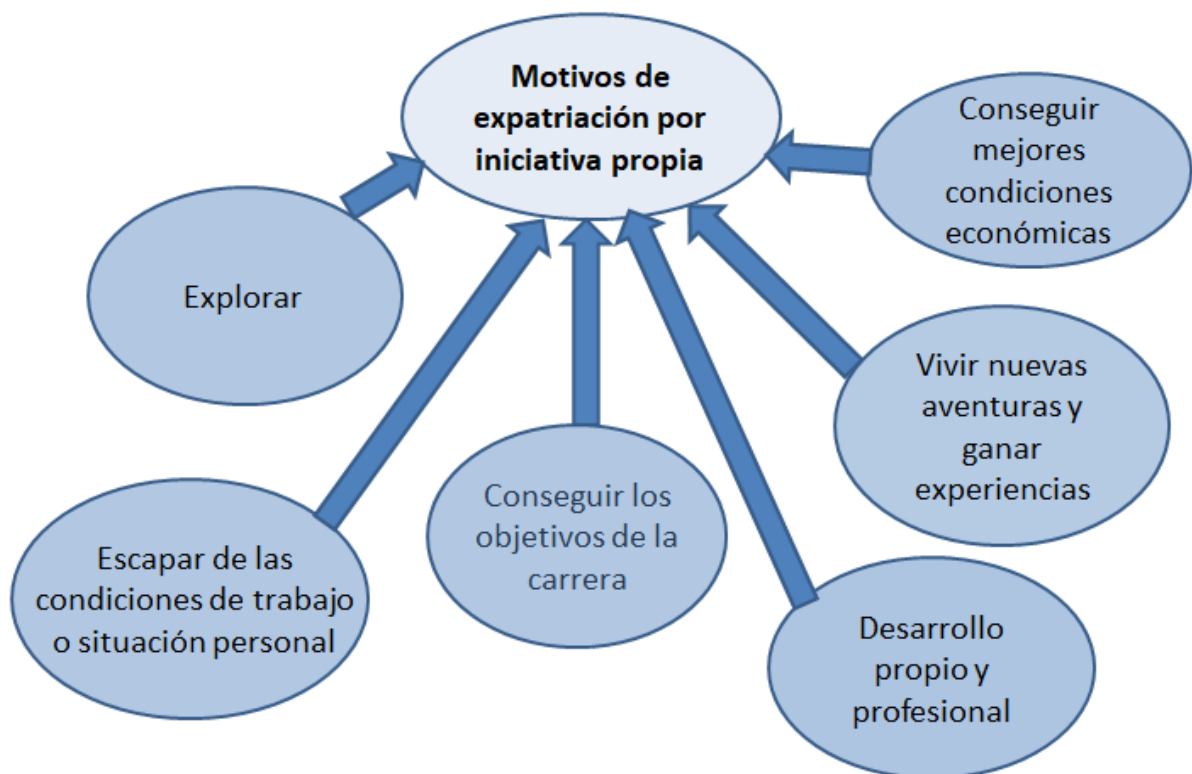 Motivos de
expatriación por
iniciativa propia
Conseguir
mejores
condiciones
económicas
Explorar
Vivir nuevas
aventuras y
ganar
experiencias
Conseguir los
objetivos de la
carrera
Escapar de las
condiciones de trabajo
o situación personal
Desarrollo
propio y
profesional